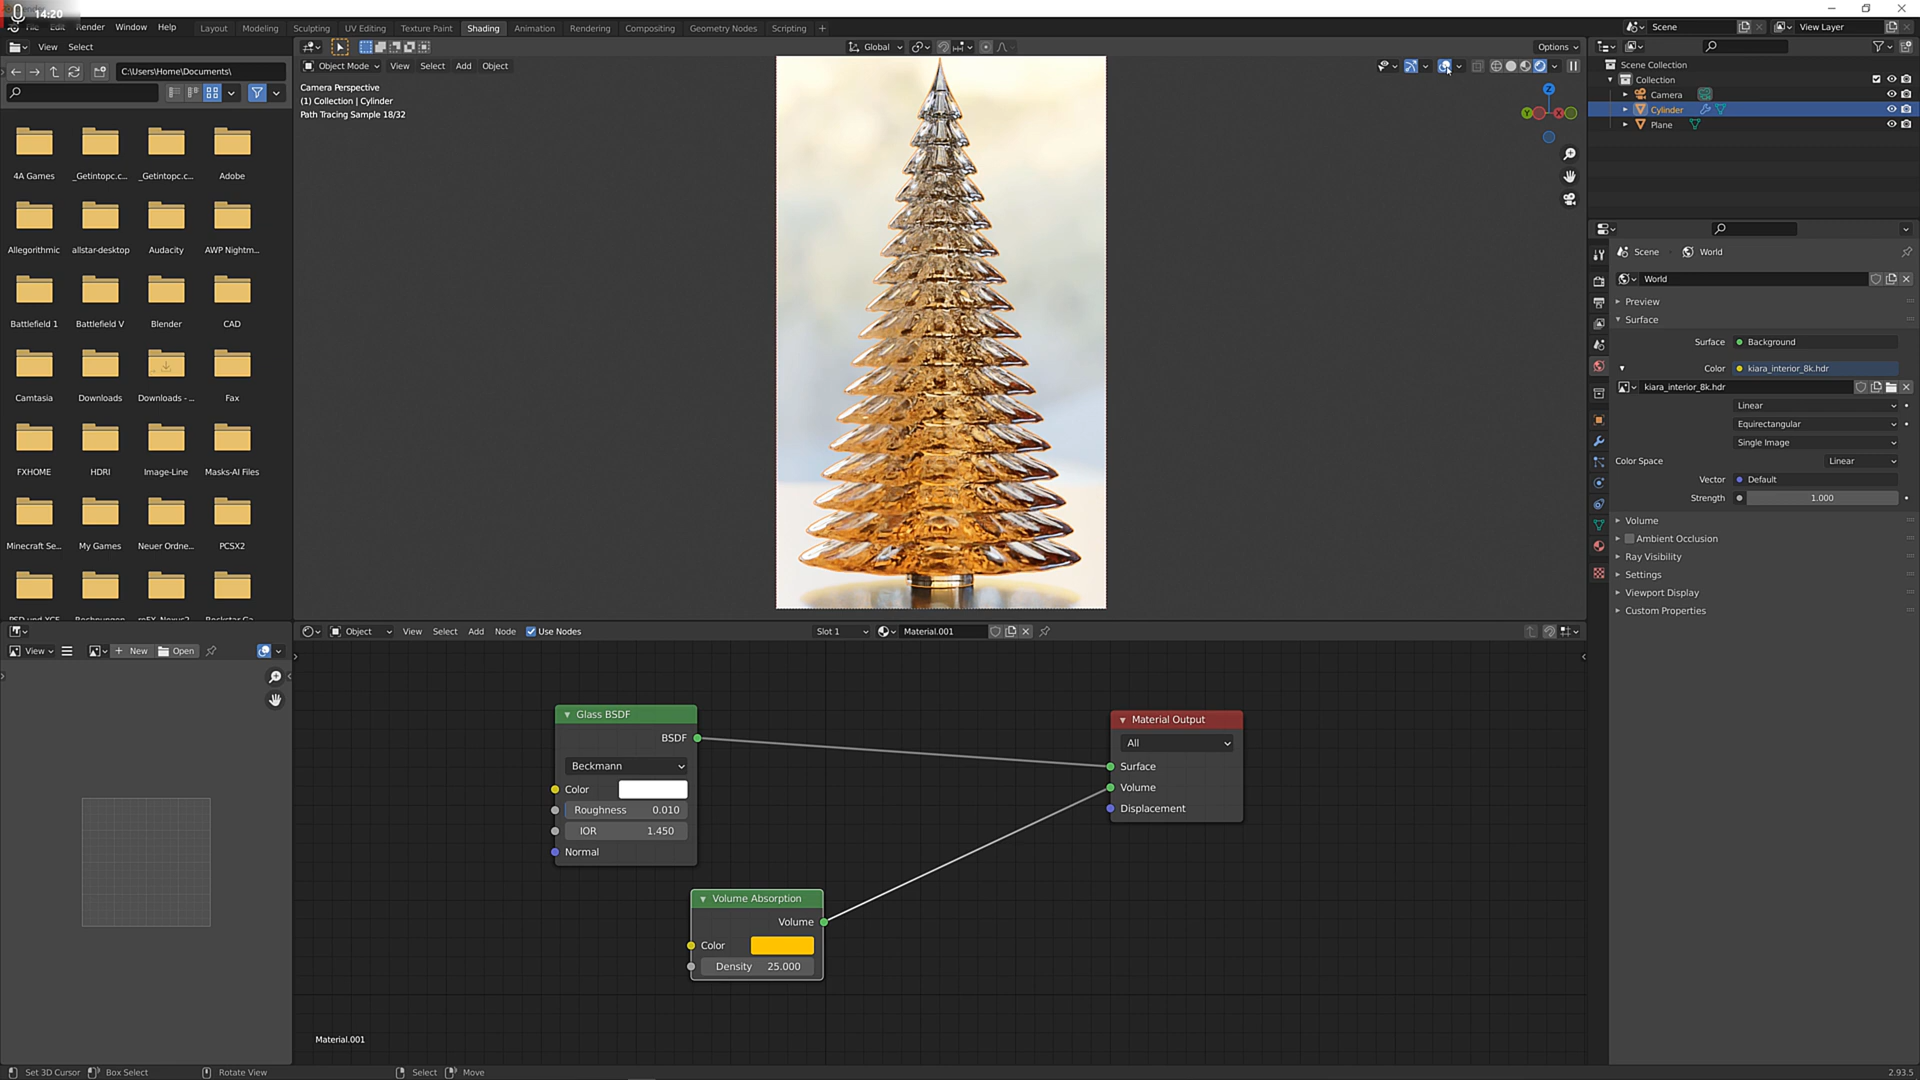 14:20
File Edit Render Window Help
Layout Modeling Sculpting UV Editing Texture Paint Shading Animation Rendering Compositing Geometry Nodes Scripting +
Scene
View Layer
View Select
Global
Options
C:\Users\Home\Documents\
Object Mode View Select Add Object
Camera Perspective
(1) Collection | Cylinder
Path Tracing Sample 18/32
Z
Y
X
4A Games _Getintopc.c... _Getintopc.c... Adobe
Allegorithmic allstar-desktop Audacity AWP Nightm...
Battlefield 1 Battlefield V Blender CAD
Camtasia Downloads Downloads - ... Fax
FXHOME HDRI Image-Line Masks-AI Files
Minecraft Se... My Games Neuer Ordne... PCSX2
Scene Collection
Collection
Camera
Cylinder
Plane
Scene World
World
Preview
Surface
Surface Background
Color kiara_interior_8k.hdr
kiara_interior_8k.hdr
Linear
Equirectangular
Single Image
Color Space Linear
Vector Default
Strength 1.000
Volume
Ambient Occlusion
Ray Visibility
Settings
Viewport Display
Custom Properties
Object View Select Add Node Use Nodes Slot 1 Material.001
View New Open
Glass BSDF
BSDF
Beckmann
Color
Roughness 0.010
IOR 1.450
Normal
Material Output
All
Surface
Volume
Displacement
Volume Absorption
Volume
Color
Density 25.000
Material.001
Set 3D Cursor Box Select Rotate View Select Move 2.93.5